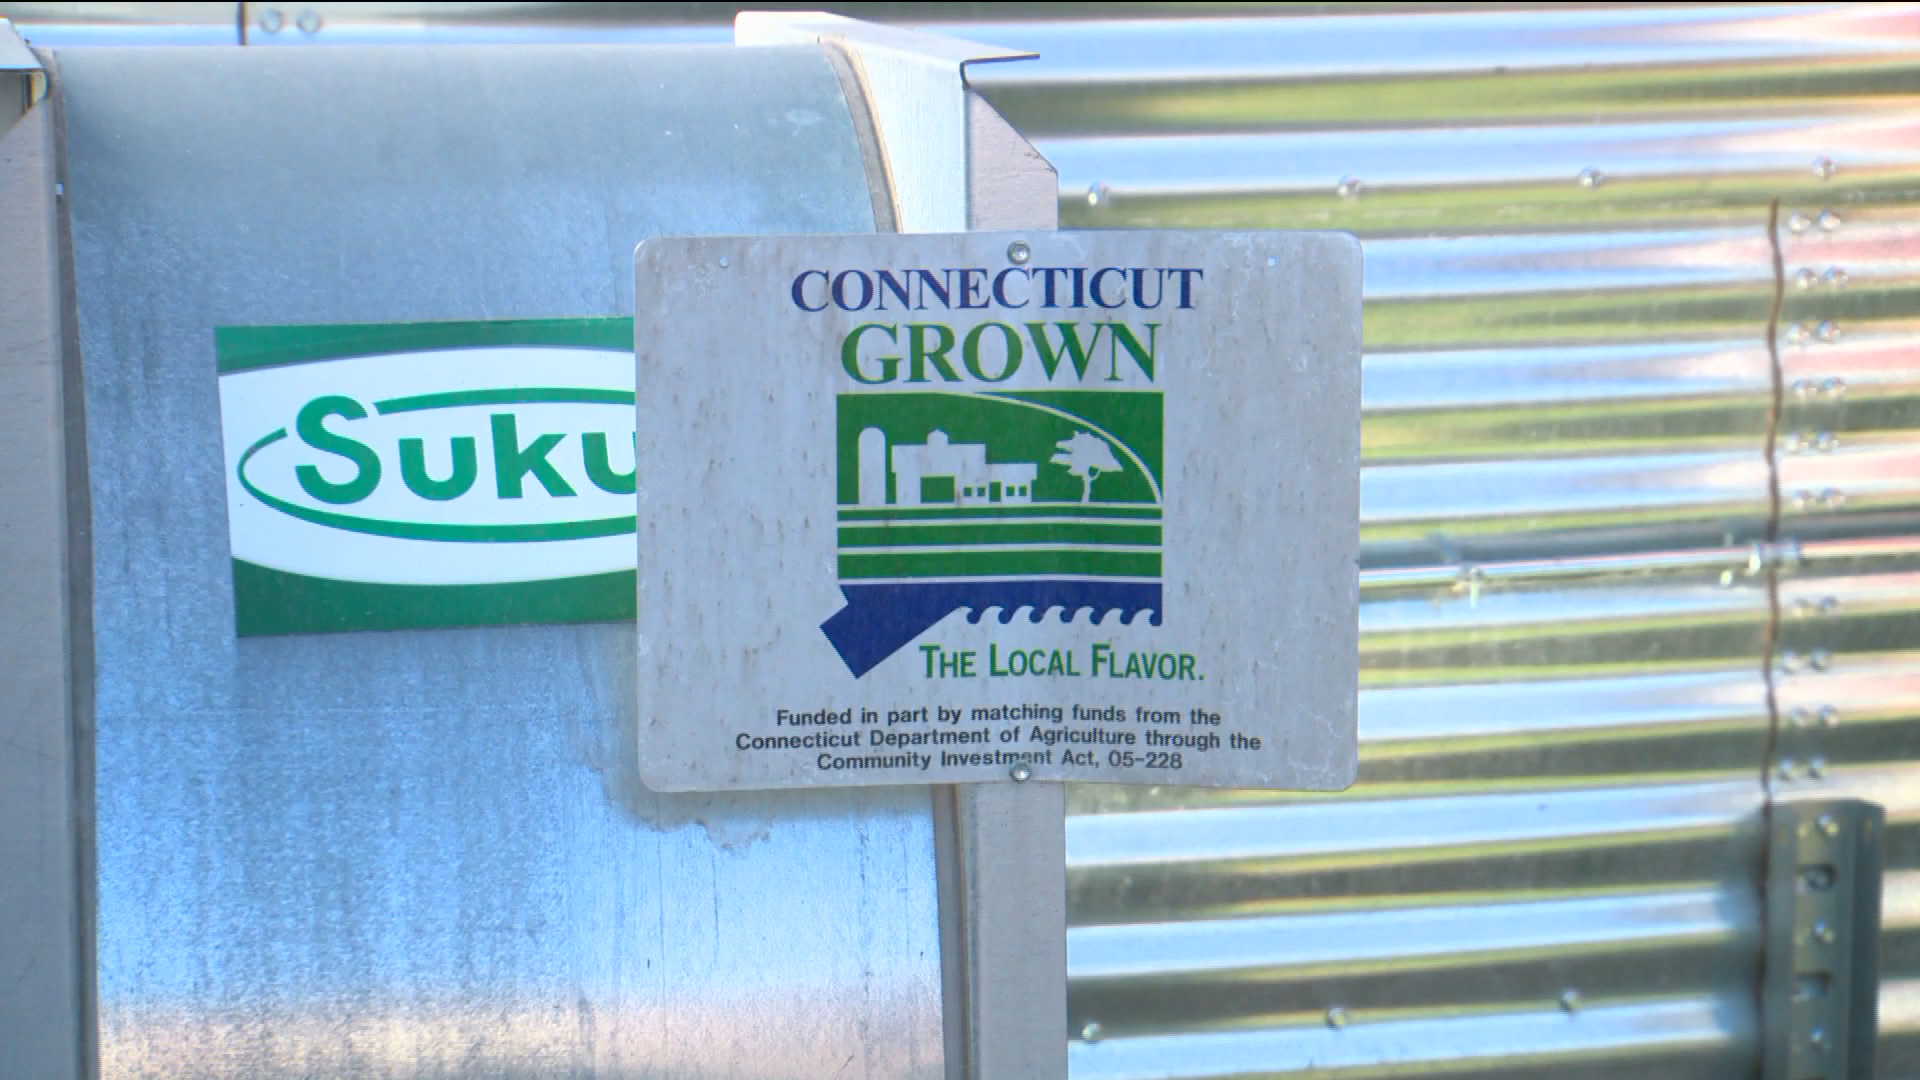 CONNECTICUT
GROWN
Suku
THE LOCAL FLAVOR.
Funded in part by matching funds from the
Connecticut Department of Agriculture through the
Community Investment Act, 05-228